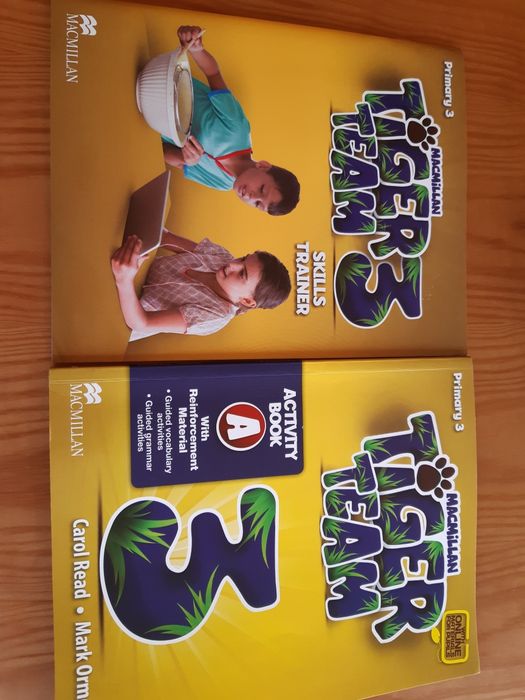 Primary 3
MACMILLAN
TIGER
TEAM 3
SKILLS
TRAINER
MACMILLAN
Primary 3
MACMILLAN
TIGER
TEAM
ONLINE
ACTIVITY
BOOK
A
With
Reinforcement
Material
• Guided vocabulary
activities
• Guided grammar
activities
3
Carol Read • Mark Orm
MACMILLAN